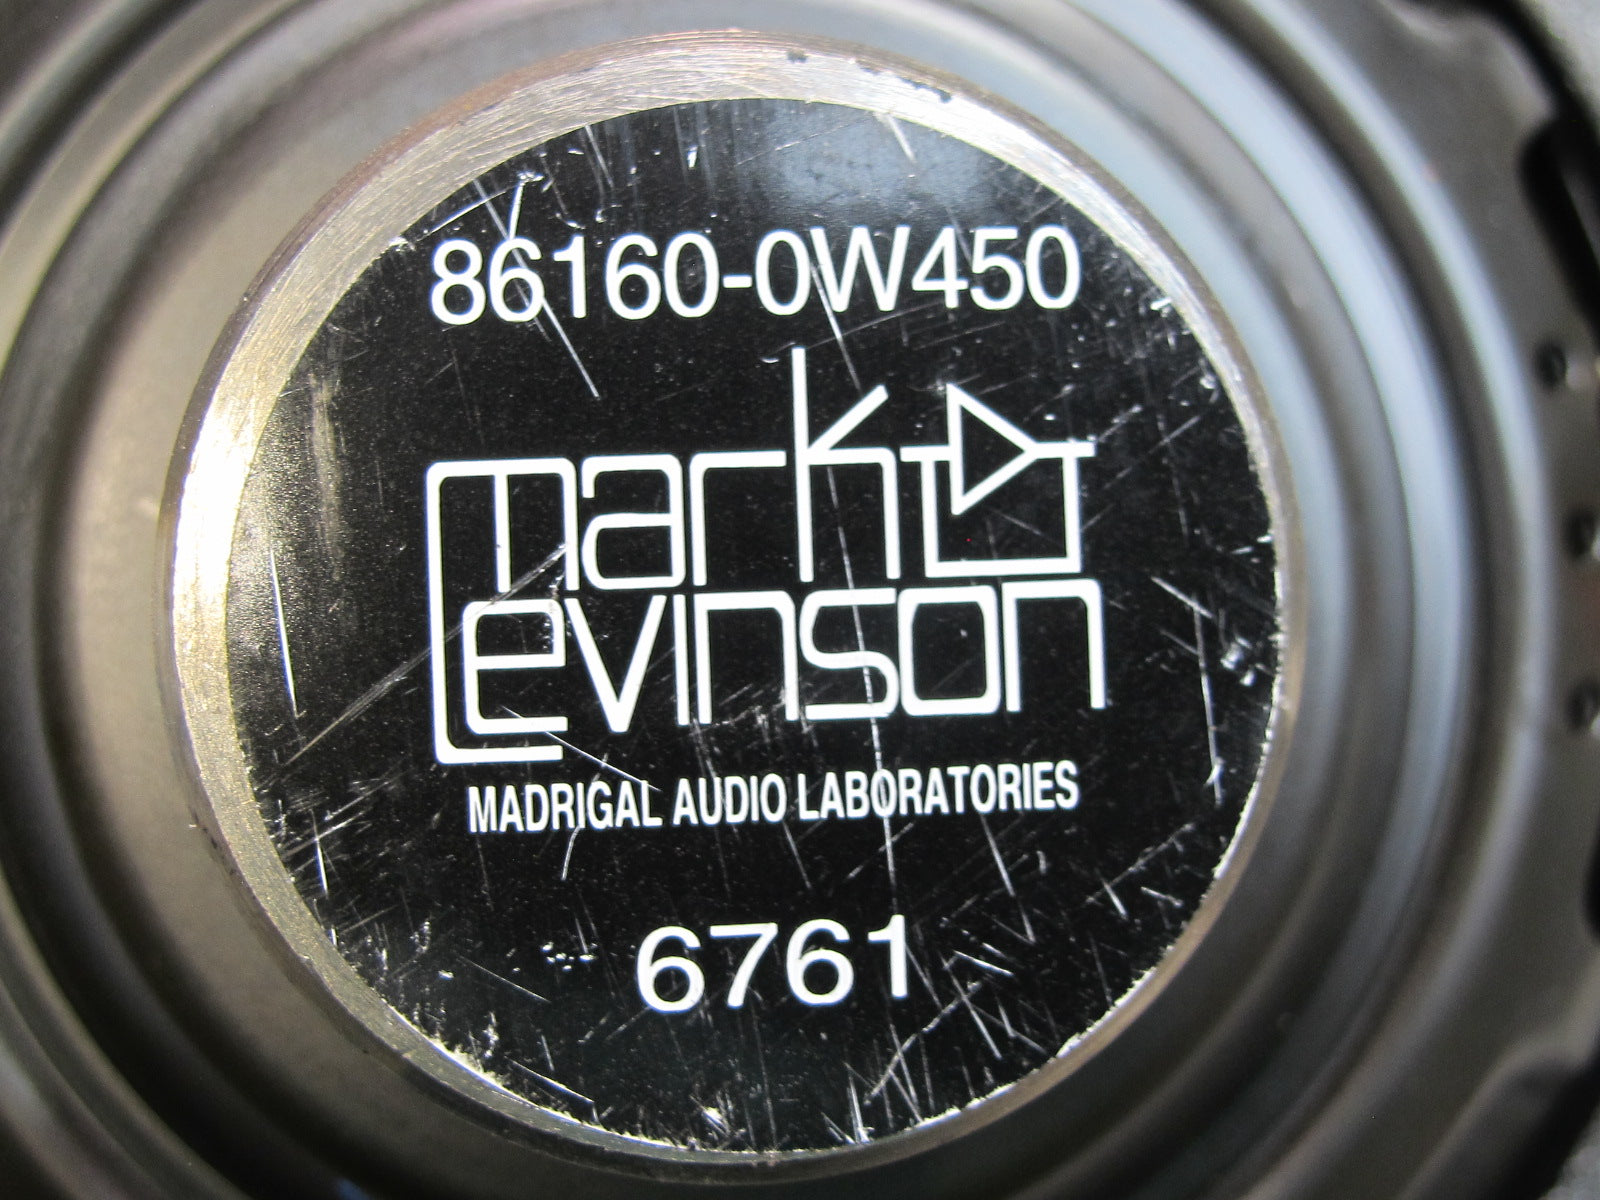 86160-0W450
mark
Levinson
MADRIGAL AUDIO LABORATORIES
6761